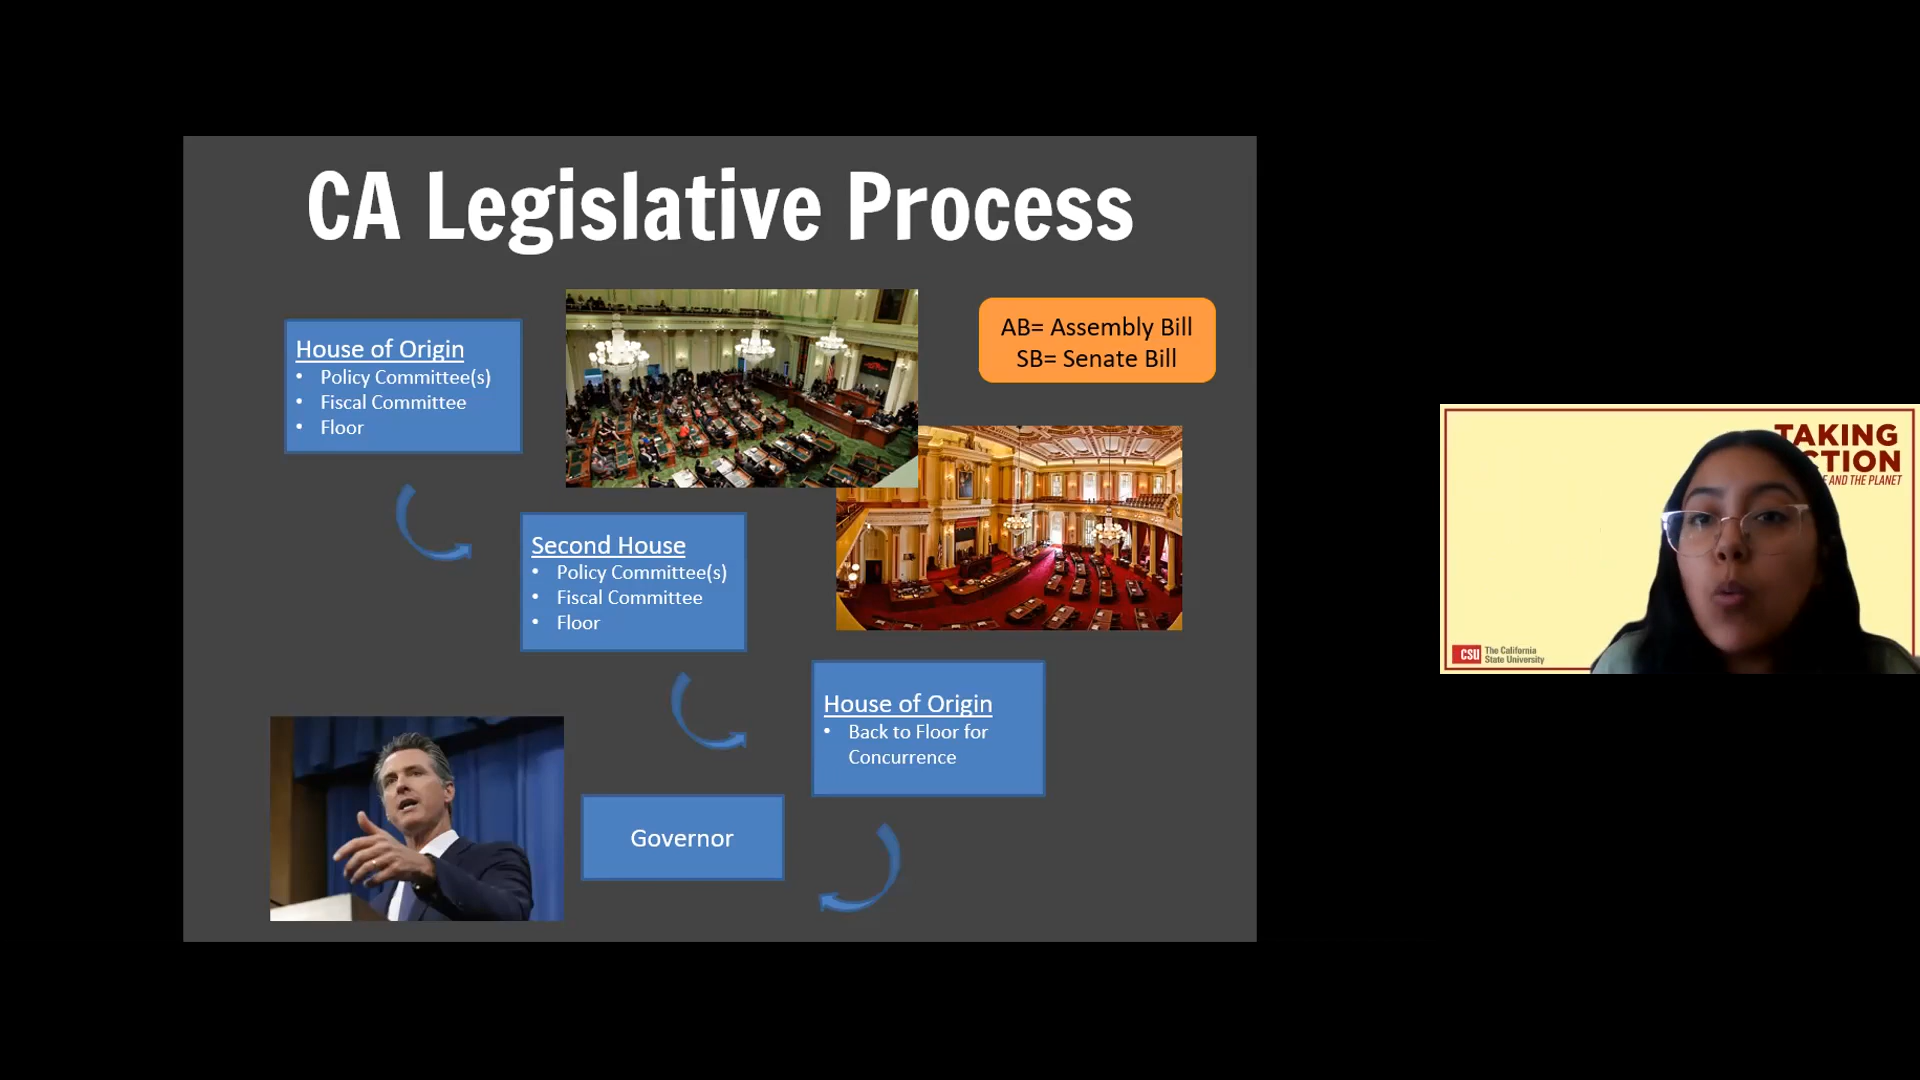 CA Legislative Process
House of Origin
• Policy Committee(s)
• Fiscal Committee
• Floor
AB= Assembly Bill
SB= Senate Bill
Second House
• Policy Committee(s)
• Fiscal Committee
• Floor
House of Origin
• Back to Floor for
Concurrence
Governor
TAKING
CTION
E AND THE PLANET
CSU The California
State University